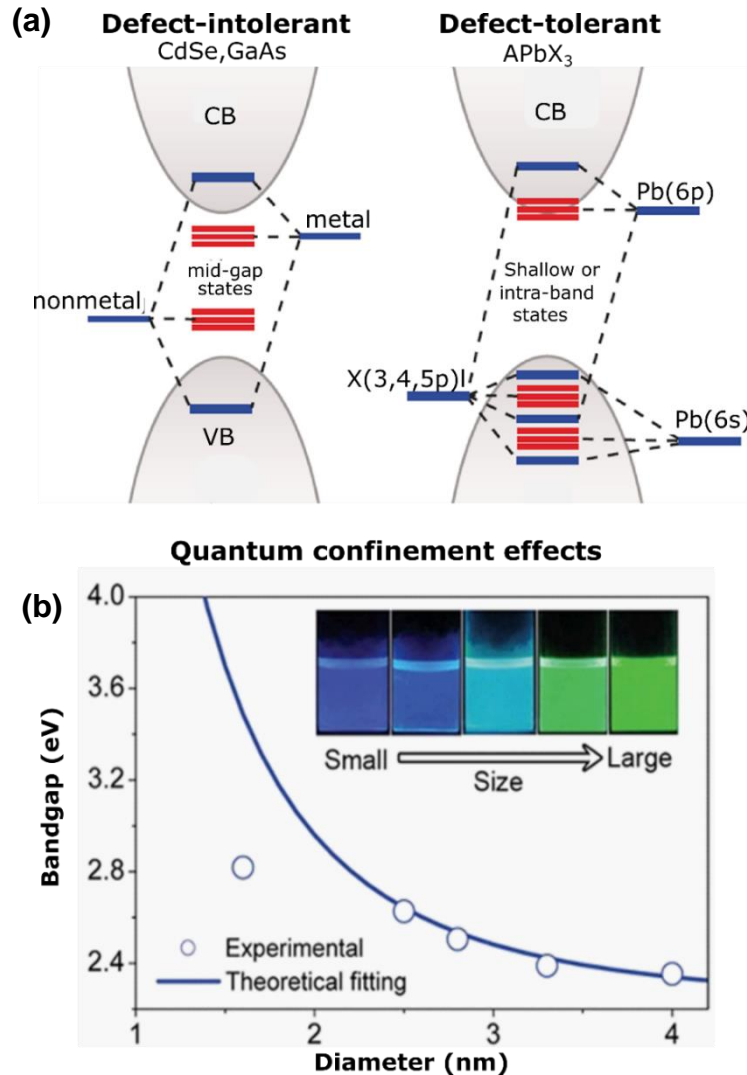 (a)
Defect-intolerant
CdSe,GaAs
CB
metal
mid-gap
states
nonmetal
VB
Defect-tolerant
APbX₃
CB
Pb(6p)
Shallow or
intra-band
states
X(3,4,5p)l
Pb(6s)
Quantum confinement effects
(b)
4.0
3.6
3.2
2.8
2.4
Bandgap (eV)
Small
Large
Size
Experimental
Theoretical fitting
1
2
3
4
Diameter (nm)